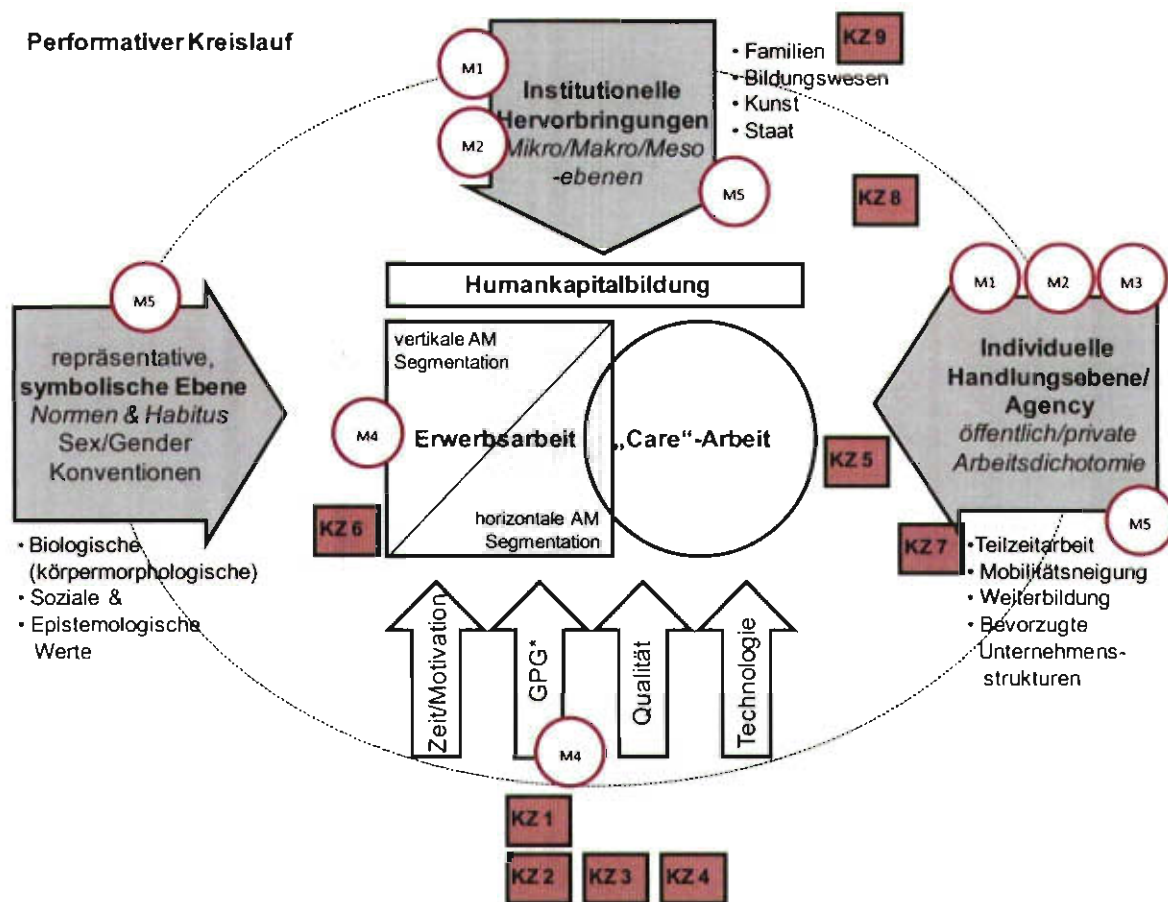 Performativer Kreislauf
M1
M2
Institutionelle
Hervorbringungen
Mikro/Makro/Meso
-ebenen
M5
• Familien
• Bildungswesen
• Kunst
• Staat
KZ 9
KZ 8
M5
repräsentative,
symbolische Ebene
Normen & Habitus
Sex/Gender
Konventionen
• Biologische
(körpermorphologische)
• Soziale &
• Epistemologische
Werte
Humankapitalbildung
vertikale AM
Segmentation
M4
Erwerbsarbeit
„Care"-Arbeit
horizontale AM
Segmentation
KZ 6
KZ 5
M1
M2
M3
Individuelle
Handlungsebene/
Agency
öffentlich/private
Arbeitsdichotomie
M5
KZ 7
• Teilzeitarbeit
• Mobilitätsneigung
• Weiterbildung
• Bevorzugte
Unternehmens-
strukturen
Zeit/Motivation
GPG*
Qualität
Technologie
M4
KZ 1
KZ 2
KZ 3
KZ 4